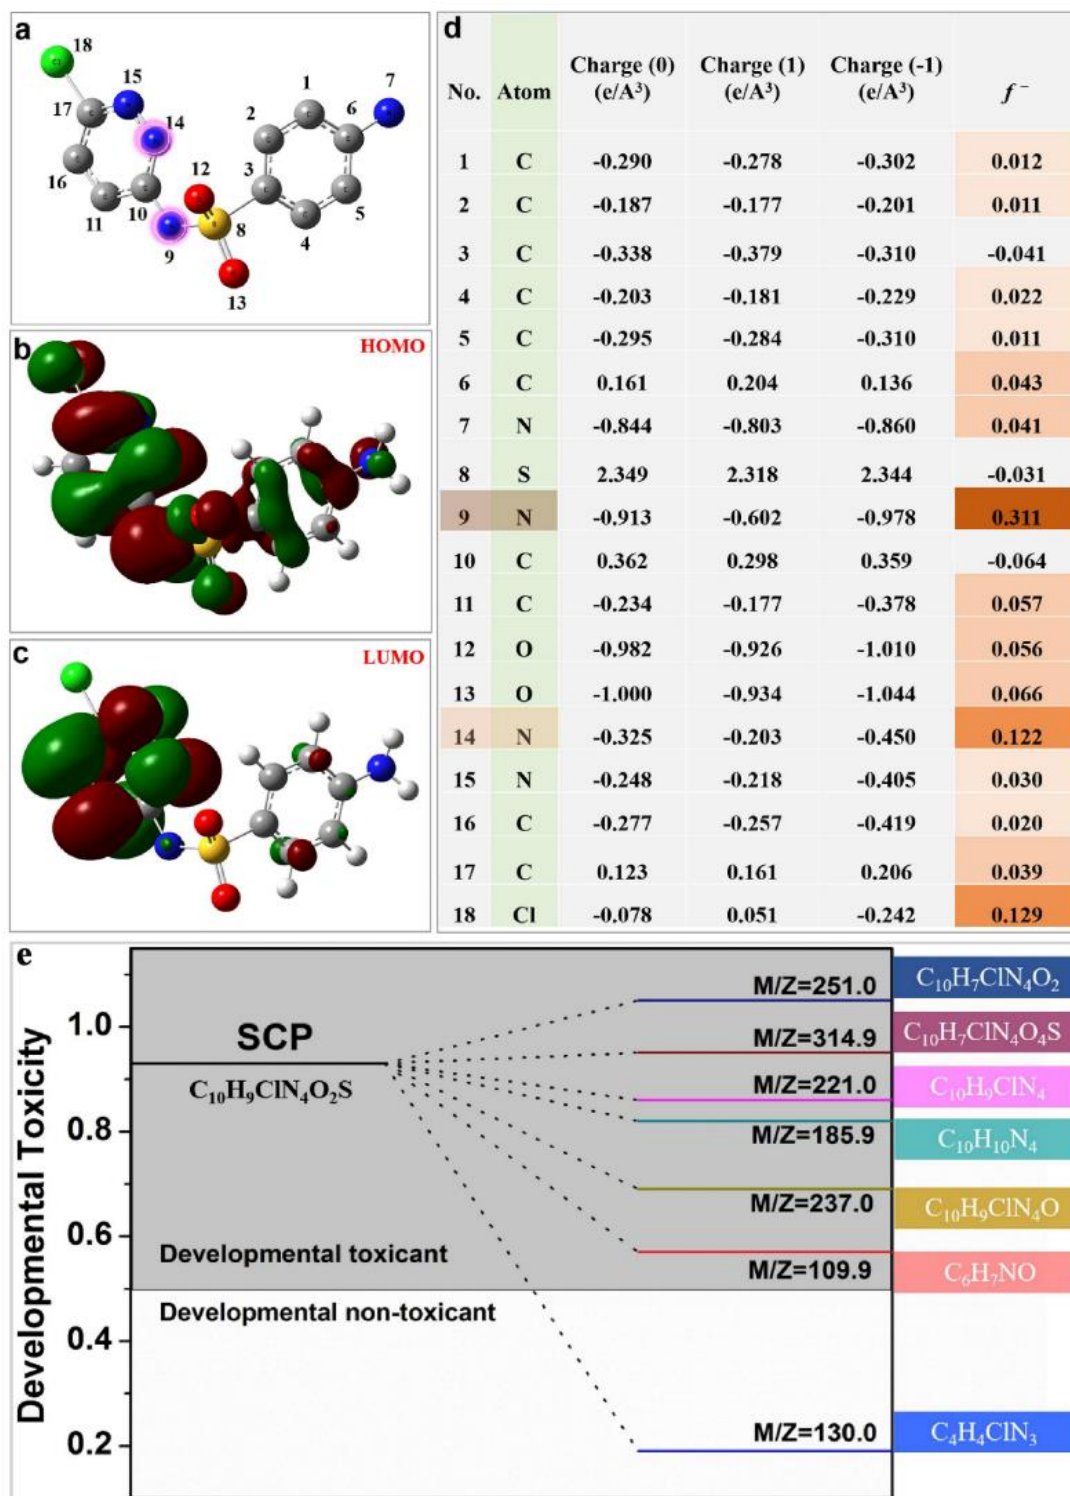 a
18
15
17
14
16
11
10
9
12
13
8
3
2
1
4
5
6
7
b
HOMO
c
LUMO
d
No. Atom Charge (0) (e/A³) Charge (1) (e/A³) Charge (-1) (e/A³) f⁻
1 C -0.290 -0.278 -0.302 0.012
2 C -0.187 -0.177 -0.201 0.011
3 C -0.338 -0.379 -0.310 -0.041
4 C -0.203 -0.181 -0.229 0.022
5 C -0.295 -0.284 -0.310 0.011
6 C 0.161 0.204 0.136 0.043
7 N -0.844 -0.803 -0.860 0.041
8 S 2.349 2.318 2.344 -0.031
9 N -0.913 -0.602 -0.978 0.311
10 C 0.362 0.298 0.359 -0.064
11 C -0.234 -0.177 -0.378 0.057
12 O -0.982 -0.926 -1.010 0.056
13 O -1.000 -0.934 -1.044 0.066
14 N -0.325 -0.203 -0.450 0.122
15 N -0.248 -0.218 -0.405 0.030
16 C -0.277 -0.257 -0.419 0.020
17 C 0.123 0.161 0.206 0.039
18 Cl -0.078 0.051 -0.242 0.129
e
Developmental Toxicity
1.0
0.8
0.6
0.4
0.2
SCP
C₁₀H₉ClN₄O₂S
Developmental toxicant
Developmental non-toxicant
M/Z=251.0 C₁₀H₇ClN₄O₂
M/Z=314.9 C₁₀H₇ClN₄O₄S
M/Z=221.0 C₁₀H₉ClN₄
M/Z=185.9 C₁₀H₁₀N₄
M/Z=237.0 C₁₀H₉ClN₄O
M/Z=109.9 C₆H₇NO
M/Z=130.0 C₄H₄ClN₃